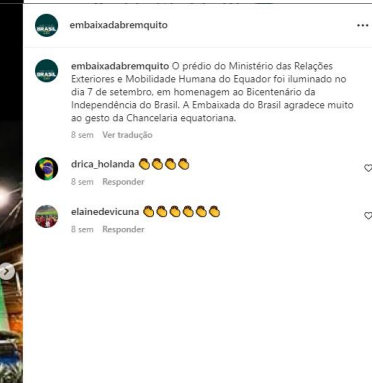 BRASIL
embaixadabremquito
BRASIL
embaixadabremquito O prédio do Ministério das Relações
Exteriores e Mobilidade Humana do Equador foi iluminado no
dia 7 de setembro, em homenagem ao Bicentenário da
Independência do Brasil. A Embaixada do Brasil agradece muito
ao gesto da Chancelaria equatoriana.
8 sem Ver tradução
drica_holanda 👏👏👏👏
8 sem Responder
elainedevicuna 👏👏👏👏👏👏
8 sem Responder